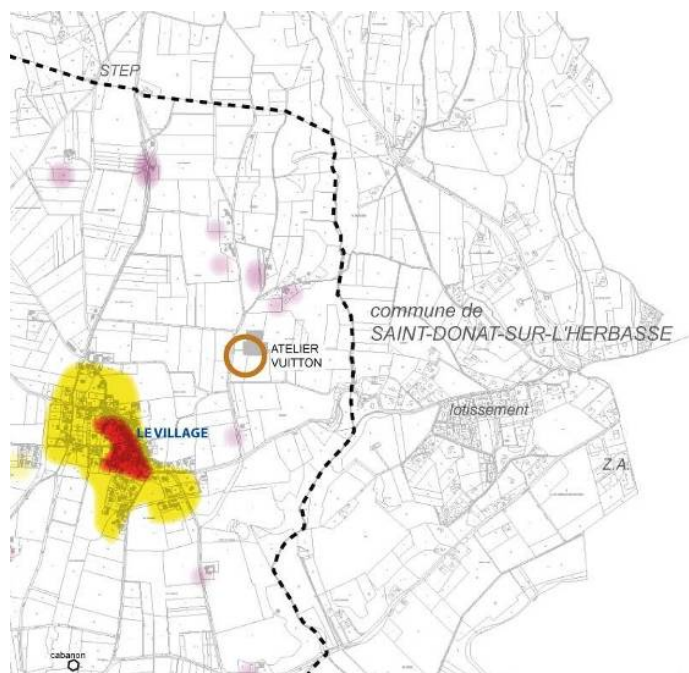 STEP
commune de
SAINT-DONAT-SUR-L'HERBASSE
ATELIER
VUITTON
lotissement
LE VILLAGE
Z.A.
cabanon